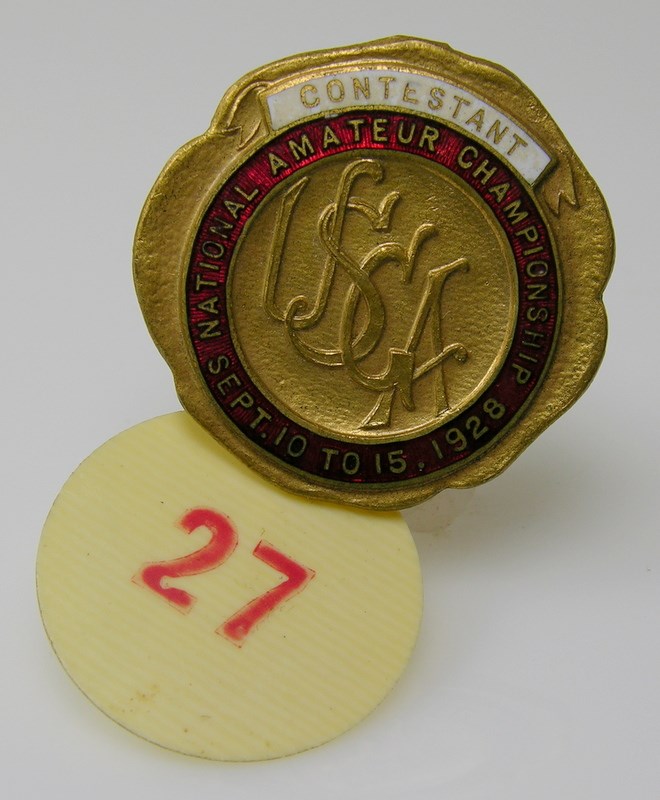 CONTESTANT
NATIONAL AMATEUR CHAMPIONSHIP
SEPT. 10 TO 15, 1928
USGA
27